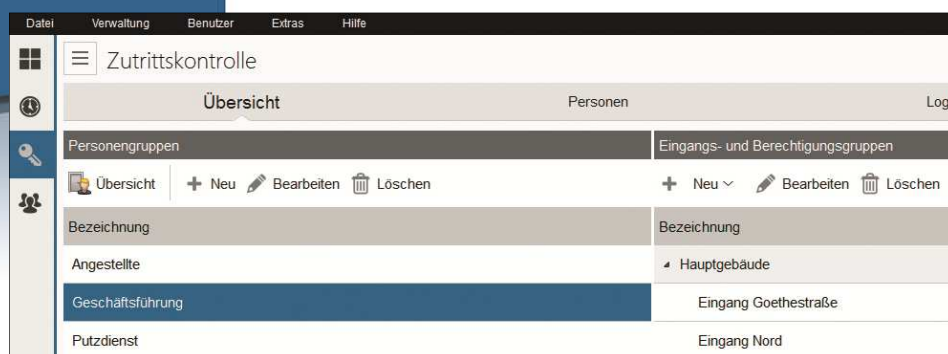 Datei Verwaltung Benutzer Extras Hilfe
Zutrittskontrolle
Übersicht Personen Log
Personengruppen Eingangs- und Berechtigungsgruppen
Übersicht Neu Bearbeiten Löschen Neu Bearbeiten Löschen
Bezeichnung Bezeichnung
Angestellte Hauptgebäude
Geschäftsführung Eingang Goethestraße
Putzdienst Eingang Nord